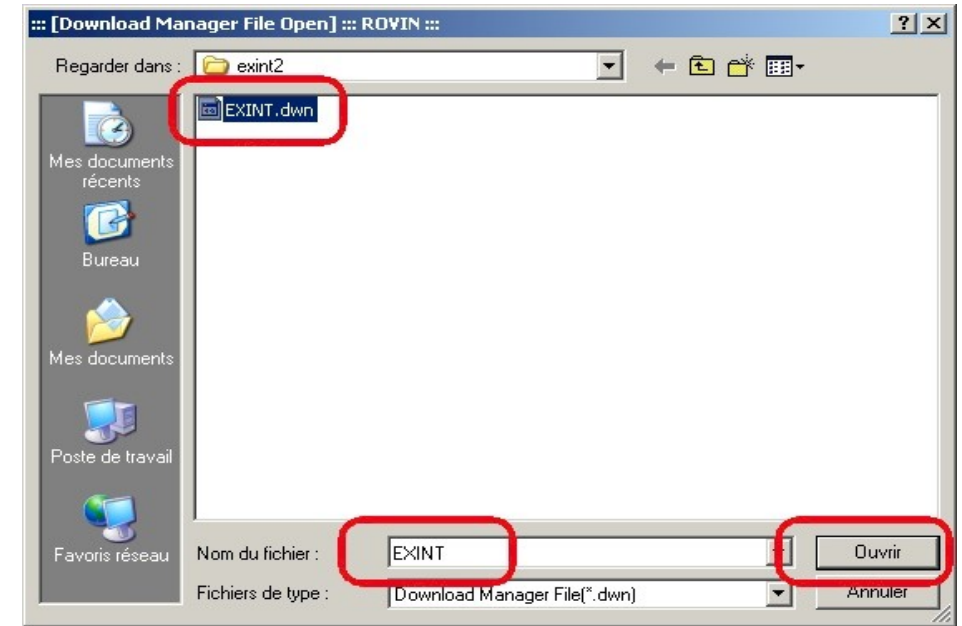 ::: [Download Manager File Open] ::: ROVIN :::
Regarder dans :
exint2
EXINT.dwn
Mes documents
récents
Bureau
Mes documents
Poste de travail
Favoris réseau
Nom du fichier :
EXINT
Ouvrir
Fichiers de type :
Download Manager File(*.dwn)
Annuler